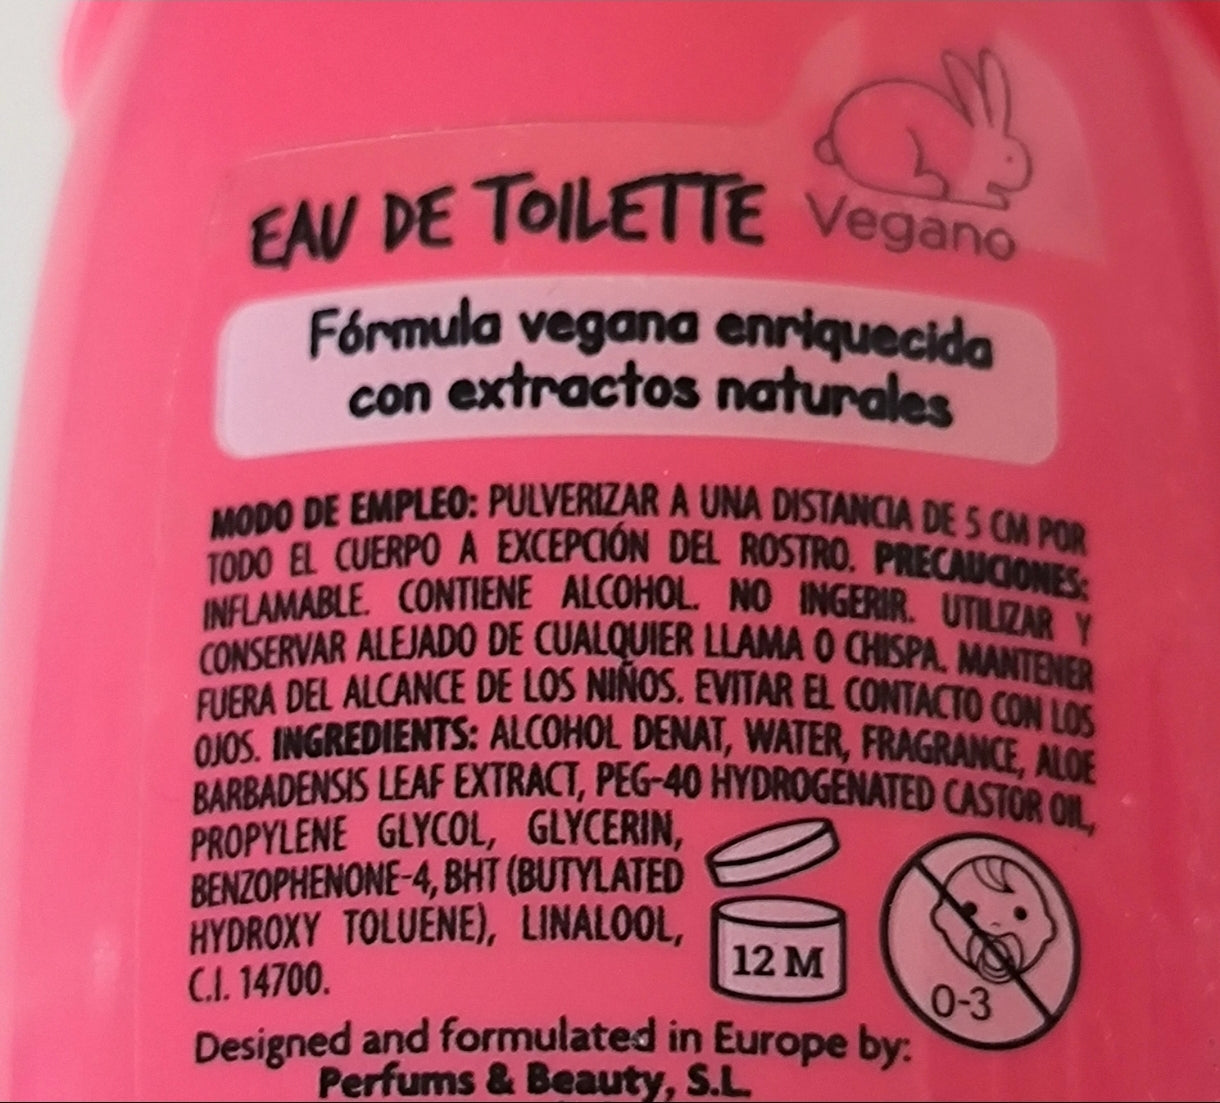 Vegano
EAU DE TOILETTE
Fórmula vegana enriquecida
con extractos naturales
MODO DE EMPLEO: PULVERIZAR A UNA DISTANCIA DE 5 CM POR
TODO EL CUERPO A EXCEPCIÓN DEL ROSTRO. PRECAUCIONES:
INFLAMABLE. CONTIENE ALCOHOL. NO INGERIR. UTILIZAR Y
CONSERVAR ALEJADO DE CUALQUIER LLAMA O CHISPA. MANTENER
FUERA DEL ALCANCE DE LOS NIÑOS. EVITAR EL CONTACTO CON LOS
OJOS. INGREDIENTS: ALCOHOL DENAT, WATER, FRAGRANCE, ALOE
BARBADENSIS LEAF EXTRACT, PEG-40 HYDROGENATED CASTOR OIL,
PROPYLENE GLYCOL, GLYCERIN,
BENZOPHENONE-4, BHT (BUTYLATED
HYDROXY TOLUENE), LINALOOL,
C.I. 14700.
12 M
0-3
Designed and formulated in Europe by:
Perfums & Beauty, S.L.